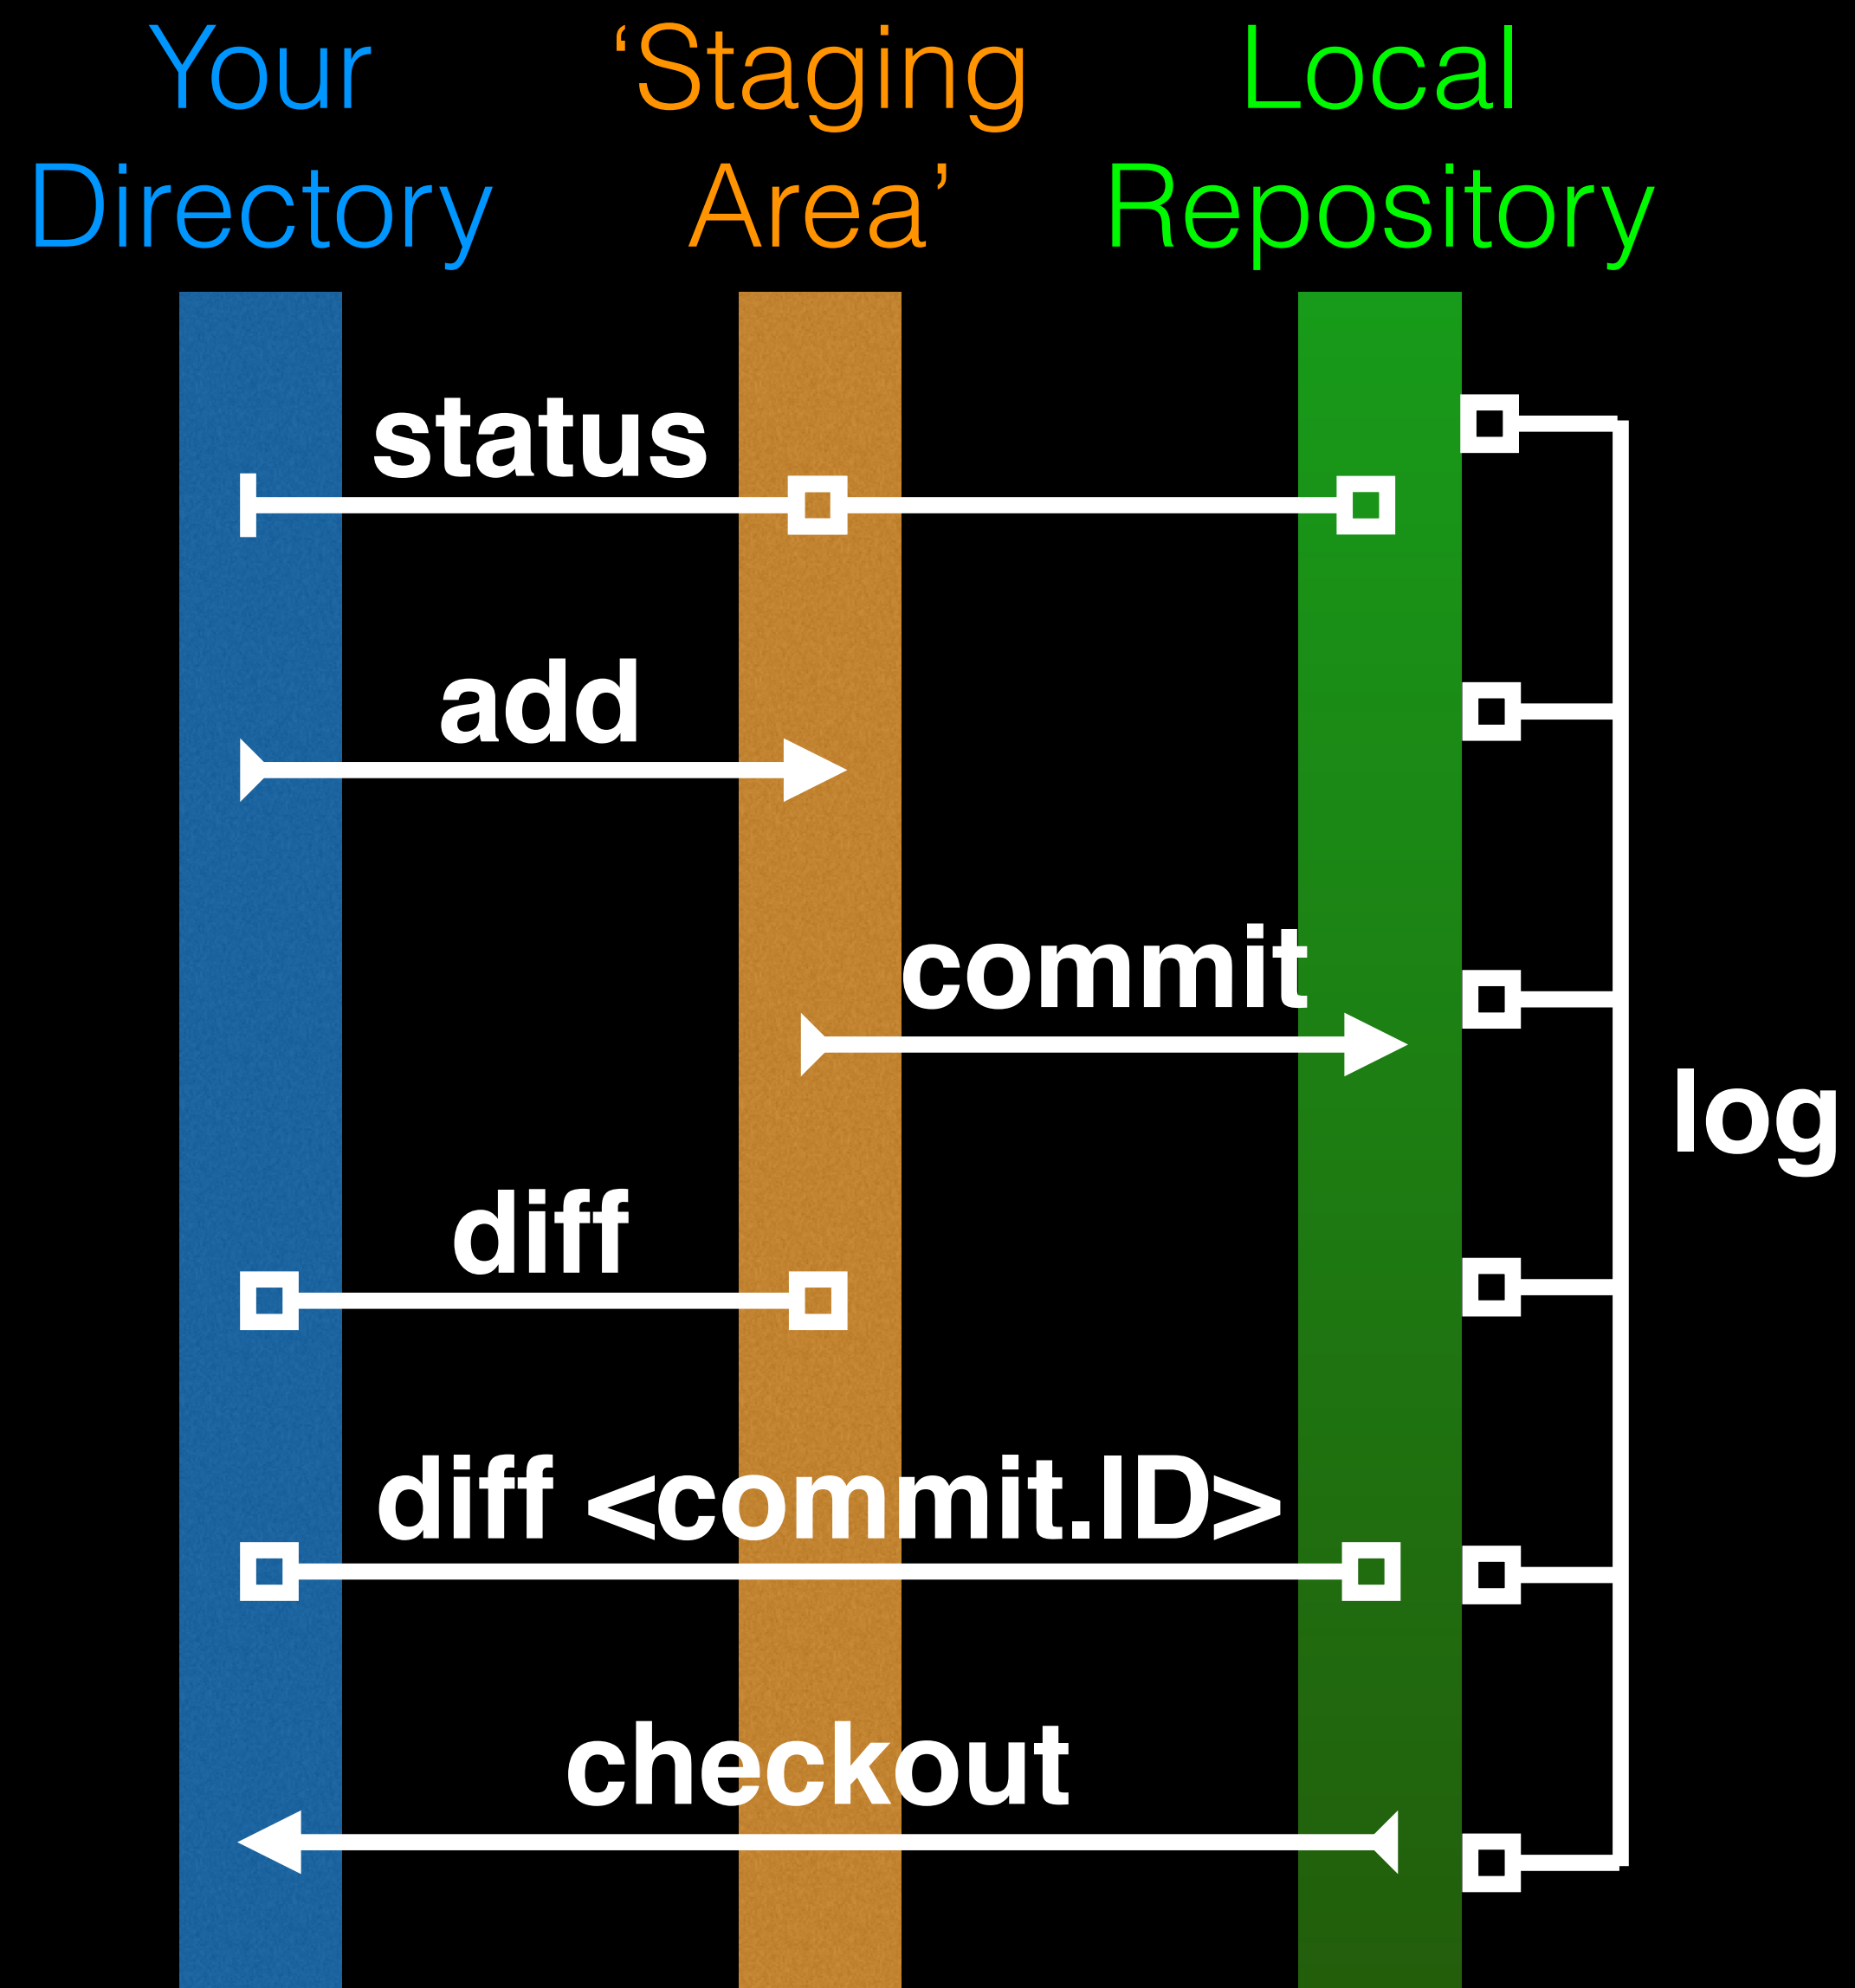 Your
Directory
‘Staging
Area’
Local
Repository
status
add
commit
log
diff
diff <commit.ID>
checkout